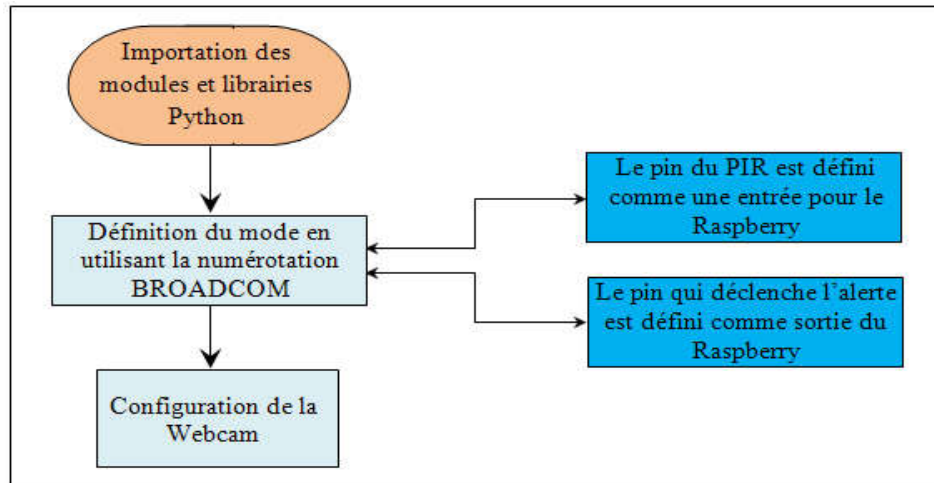 Importation des
modules et librairies
Python
Le pin du PIR est défini
comme une entrée pour le
Raspberry
Définition du mode en
utilisant la numérotation
BROADCOM
Le pin qui déclenche l'alerte
est défini comme sortie du
Raspberry
Configuration de la
Webcam